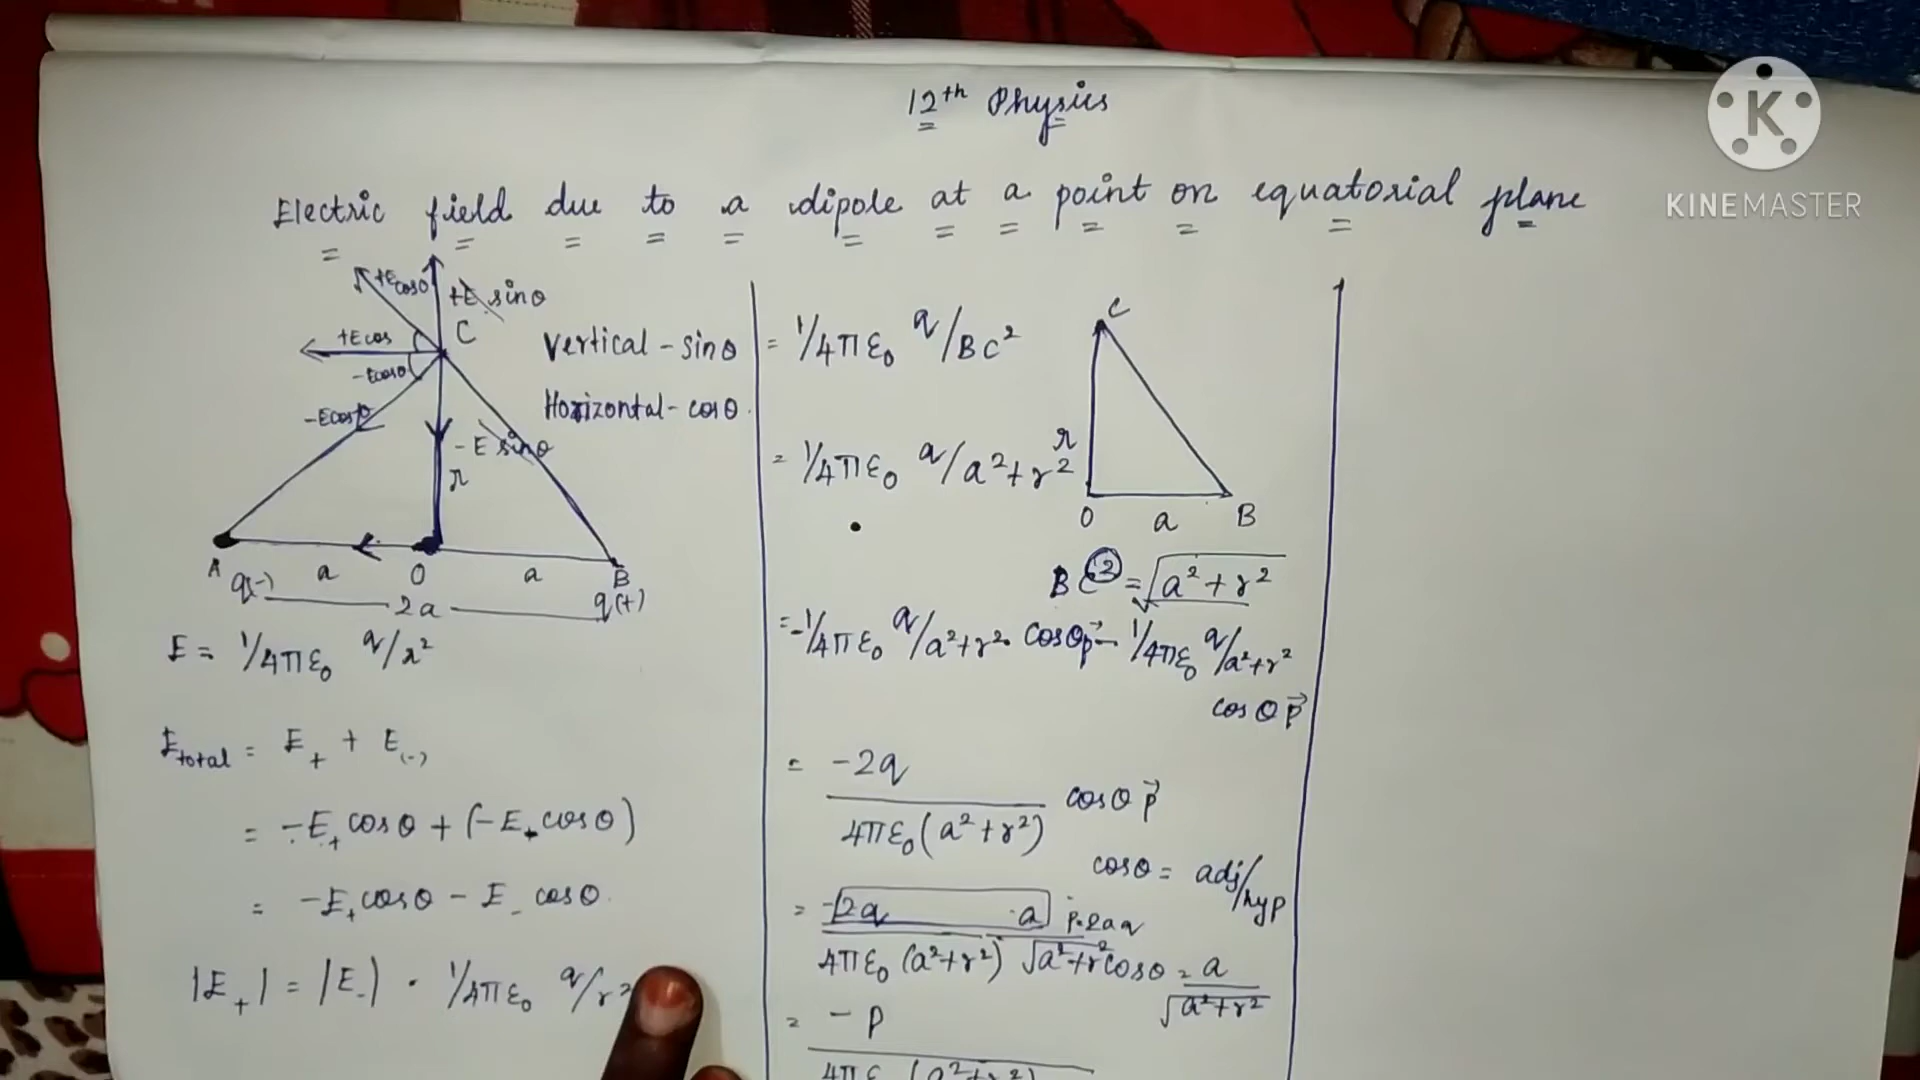 12th Physics
Electric field due to a dipole at a point on equatorial plane
K
KINEMASTER
+E cosθ
+E sinθ
+E cos
C
-E cosθ
-E cosθ
-E sinθ
r
Vertical - sinθ
Horizontal - cosθ
A
a
O
a
B
q(-)
2a
q(+)
E = 1/4πε₀ q/r²
E total = E₊ + E₍₋₎
= -E₊ cosθ + (-E₊ cosθ)
= -E₊ cosθ - E₋ cosθ
|E₊| = |E₋| · 1/4πε₀ q/r²
= 1/4πε₀ q/BC²
= 1/4πε₀ q/a²+r²
C
r
O
a
B
BC² = √a²+r²
= -1/4πε₀ q/a²+r² cosθ p⃗ - 1/4πε₀ q/a²+r²
cosθ p⃗
= -2q / 4πε₀(a²+r²) cosθ p⃗
cosθ = adj/hyp
= -2q · a / 4πε₀(a²+r²) √a²+r²
p=2aq
cosθ = a / √a²+r²
= -p / 4πε (a²+r²)